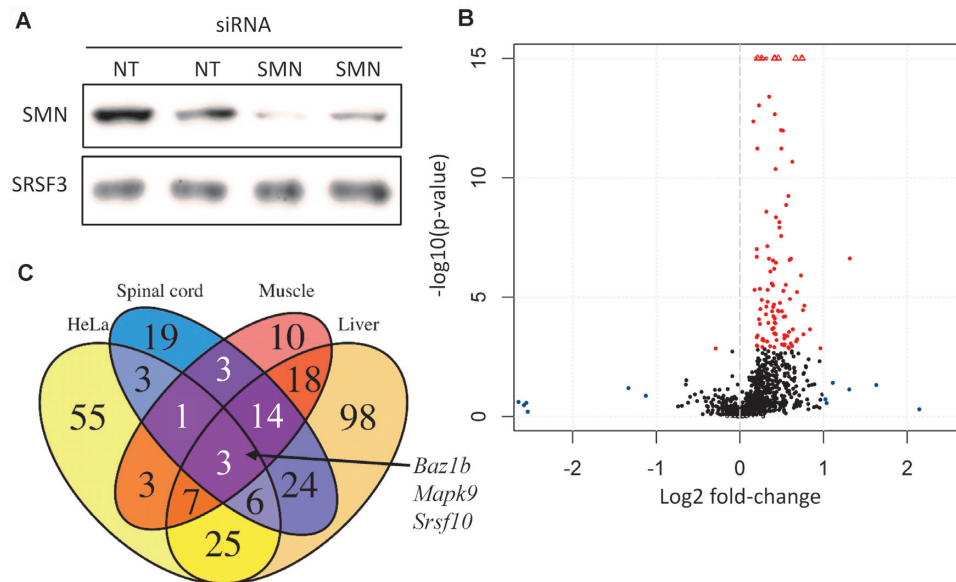 A
siRNA
NT NT SMN SMN
SMN
SRSF3
B
15
10
5
0
-log10(p-value)
-2 -1 0 1 2
Log2 fold-change
C
Spinal cord Muscle
HeLa Liver
19 10
3 3 18
55 1 14 98
3
3 7 6 24
25
Baz1b
Mapk9
Srsf10